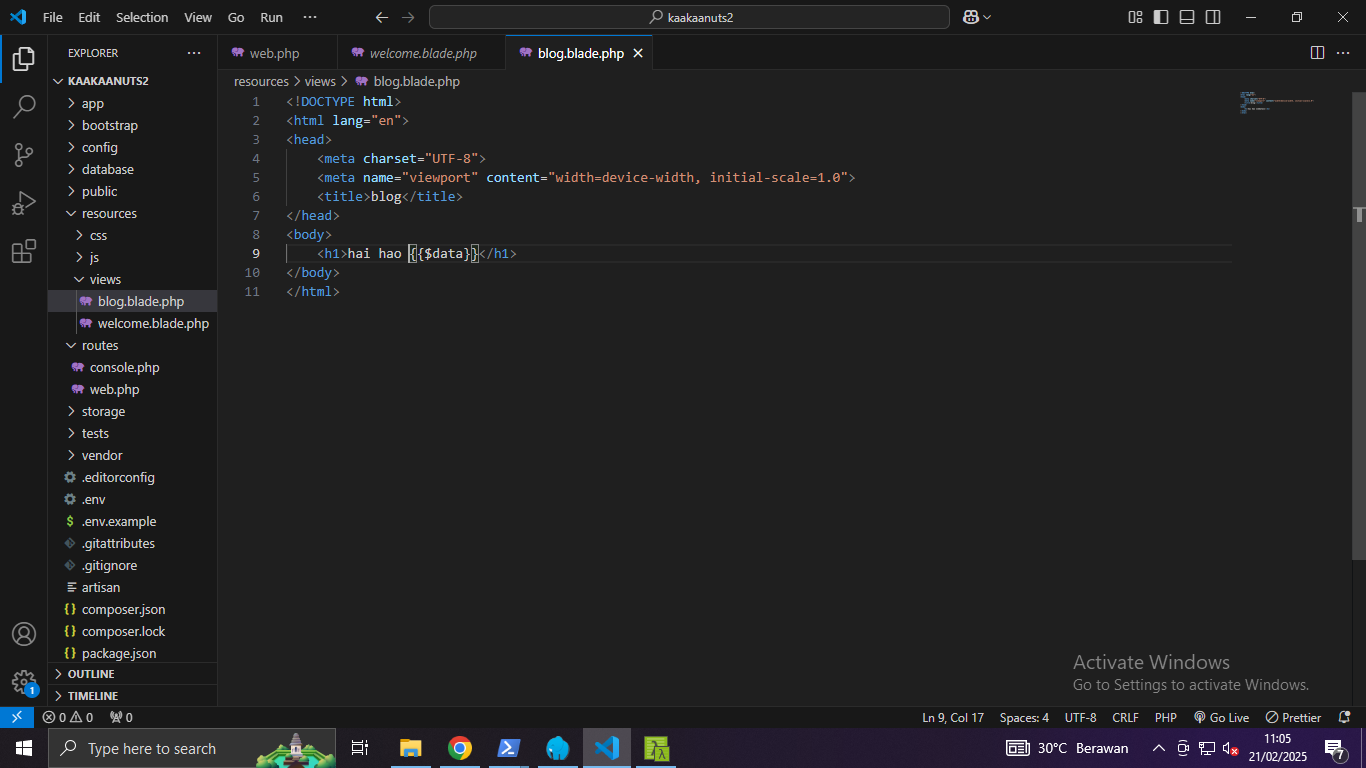 File Edit Selection View Go Run ··· kaakaanuts2
EXPLORER ···
web.php welcome.blade.php blog.blade.php
KAAKAANUTS2
app
bootstrap
config
database
public
resources
css
js
views
blog.blade.php
welcome.blade.php
routes
console.php
web.php
storage
tests
vendor
.editorconfig
.env
.env.example
.gitattributes
.gitignore
artisan
composer.json
composer.lock
package.json
OUTLINE
TIMELINE
resources > views > blog.blade.php
1 <!DOCTYPE html>
2 <html lang="en">
3 <head>
4 <meta charset="UTF-8">
5 <meta name="viewport" content="width=device-width, initial-scale=1.0">
6 <title>blog</title>
7 </head>
8 <body>
9 <h1>hai hao {{$data}}</h1>
10 </body>
11 </html>
Activate Windows
Go to Settings to activate Windows.
1
0 0 0 Ln 9, Col 17 Spaces: 4 UTF-8 CRLF PHP Go Live Prettier
Type here to search 30°C Berawan 11:05
21/02/2025 7